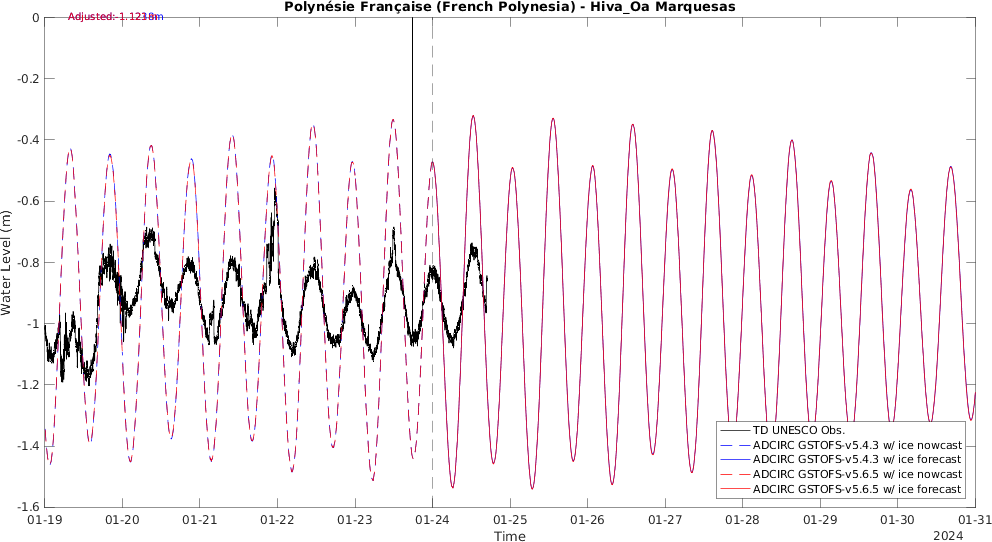 Polynésie Française (French Polynesia) - Hiva_Oa Marquesas
0
-0.2
-0.4
-0.6
-0.8
-1
-1.2
-1.4
-1.6
Water Level (m)
TD UNESCO Obs.
ADCIRC GSTOFS-v5.4.3 w/ ice nowcast
ADCIRC GSTOFS-v5.4.3 w/ ice forecast
ADCIRC GSTOFS-v5.6.5 w/ ice nowcast
ADCIRC GSTOFS-v5.6.5 w/ ice forecast
01-19 01-20 01-21 01-22 01-23 01-24 01-25 01-26 01-27 01-28 01-29 01-30 01-31
Time
2024